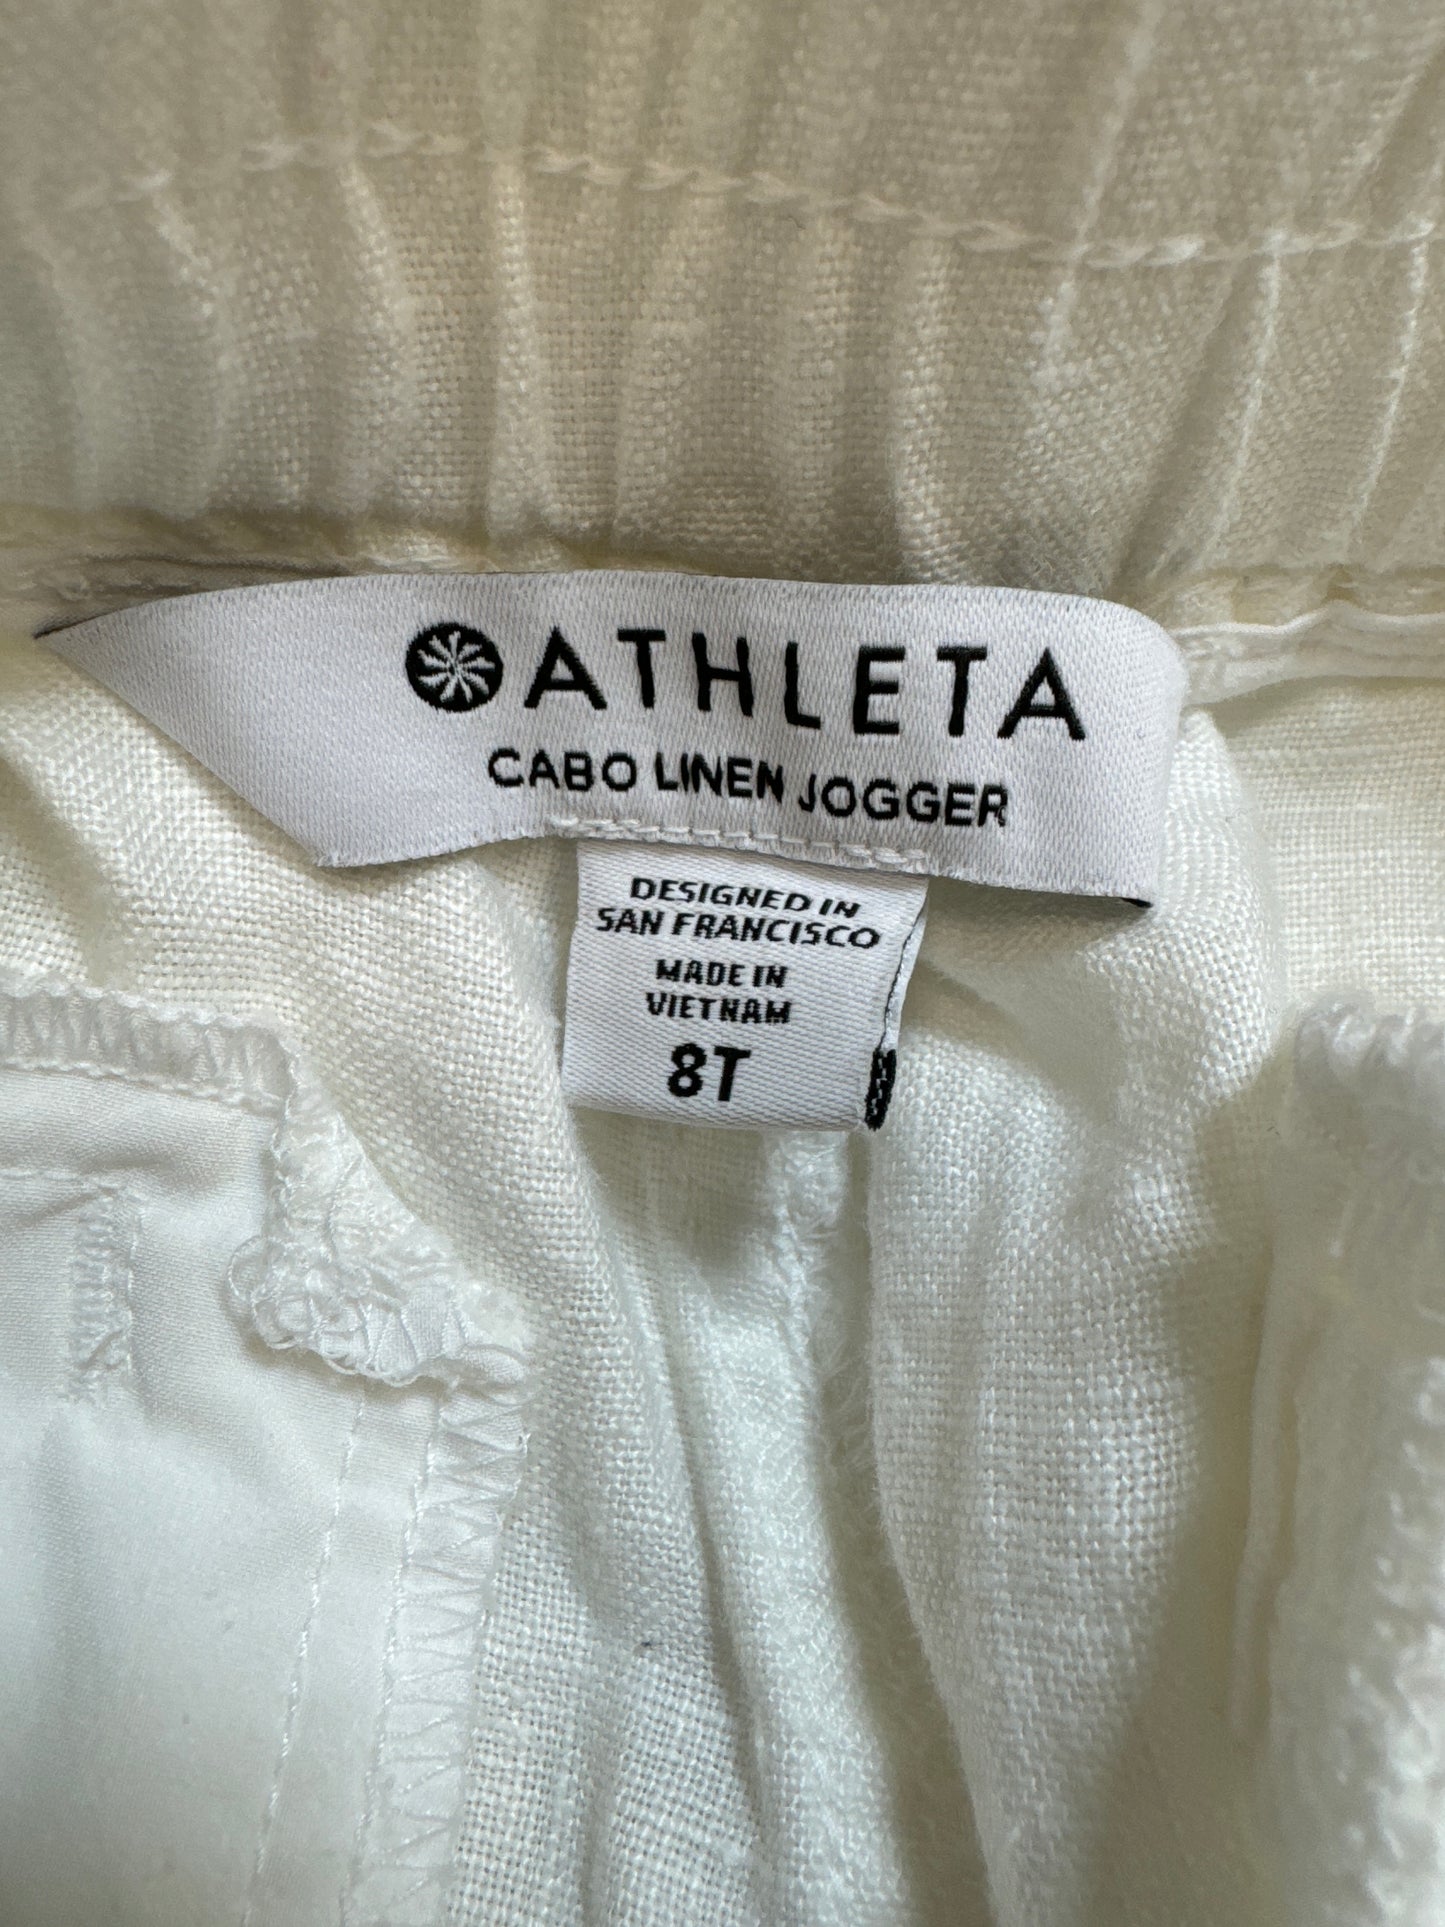 ATHLETA
CABO LINEN JOGGER
DESIGNED IN
SAN FRANCISCO
MADE IN
VIETNAM
8T